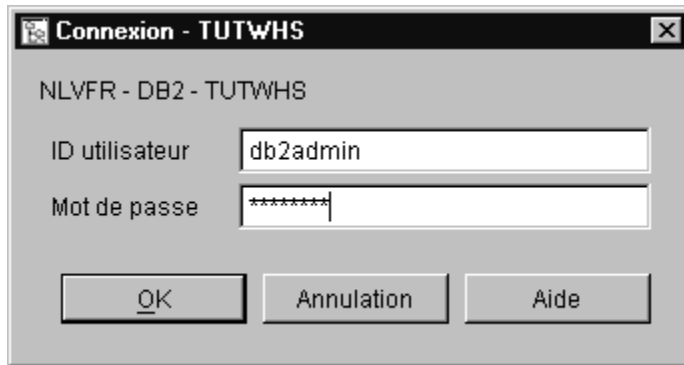 Connexion - TUTWHS
NLVFR - DB2 - TUTWHS
ID utilisateur db2admin
Mot de passe ********
OK Annulation Aide